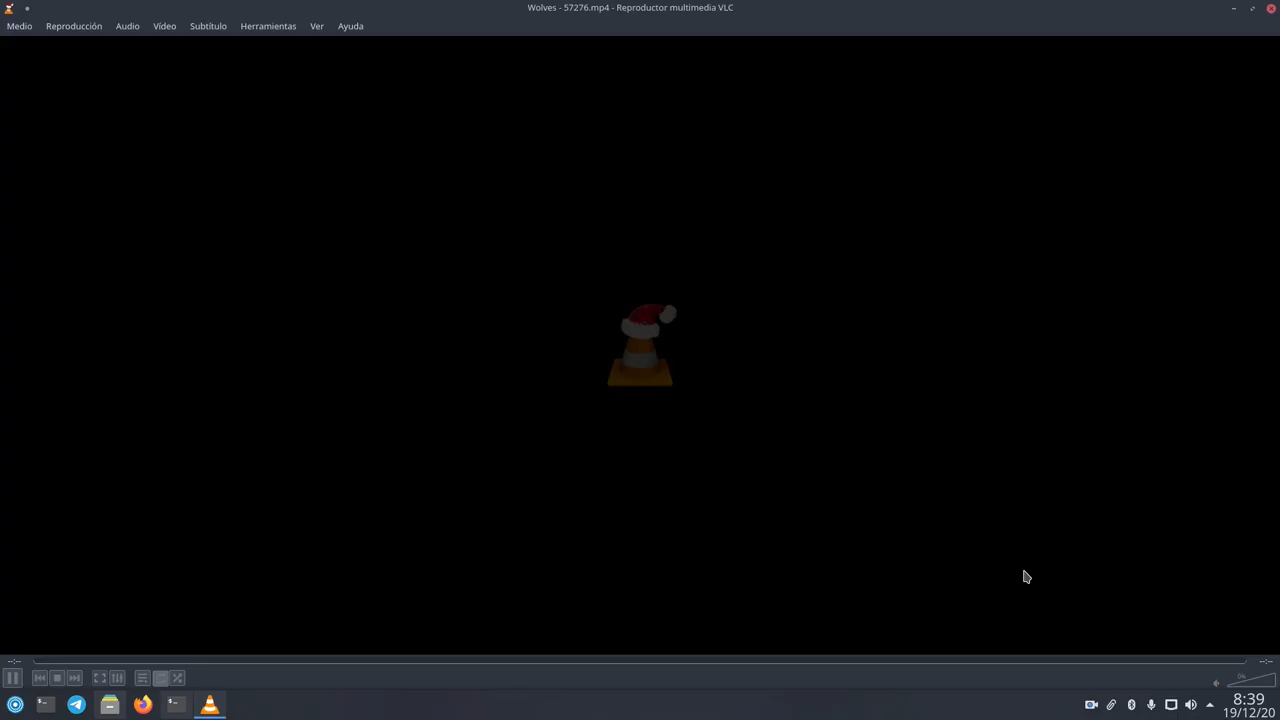 Wolves - 57276.mp4 - Reproductor multimedia VLC
Medio Reproducción Audio Vídeo Subtítulo Herramientas Ver Ayuda
--:-- --:--
0%
8:39
19/12/20